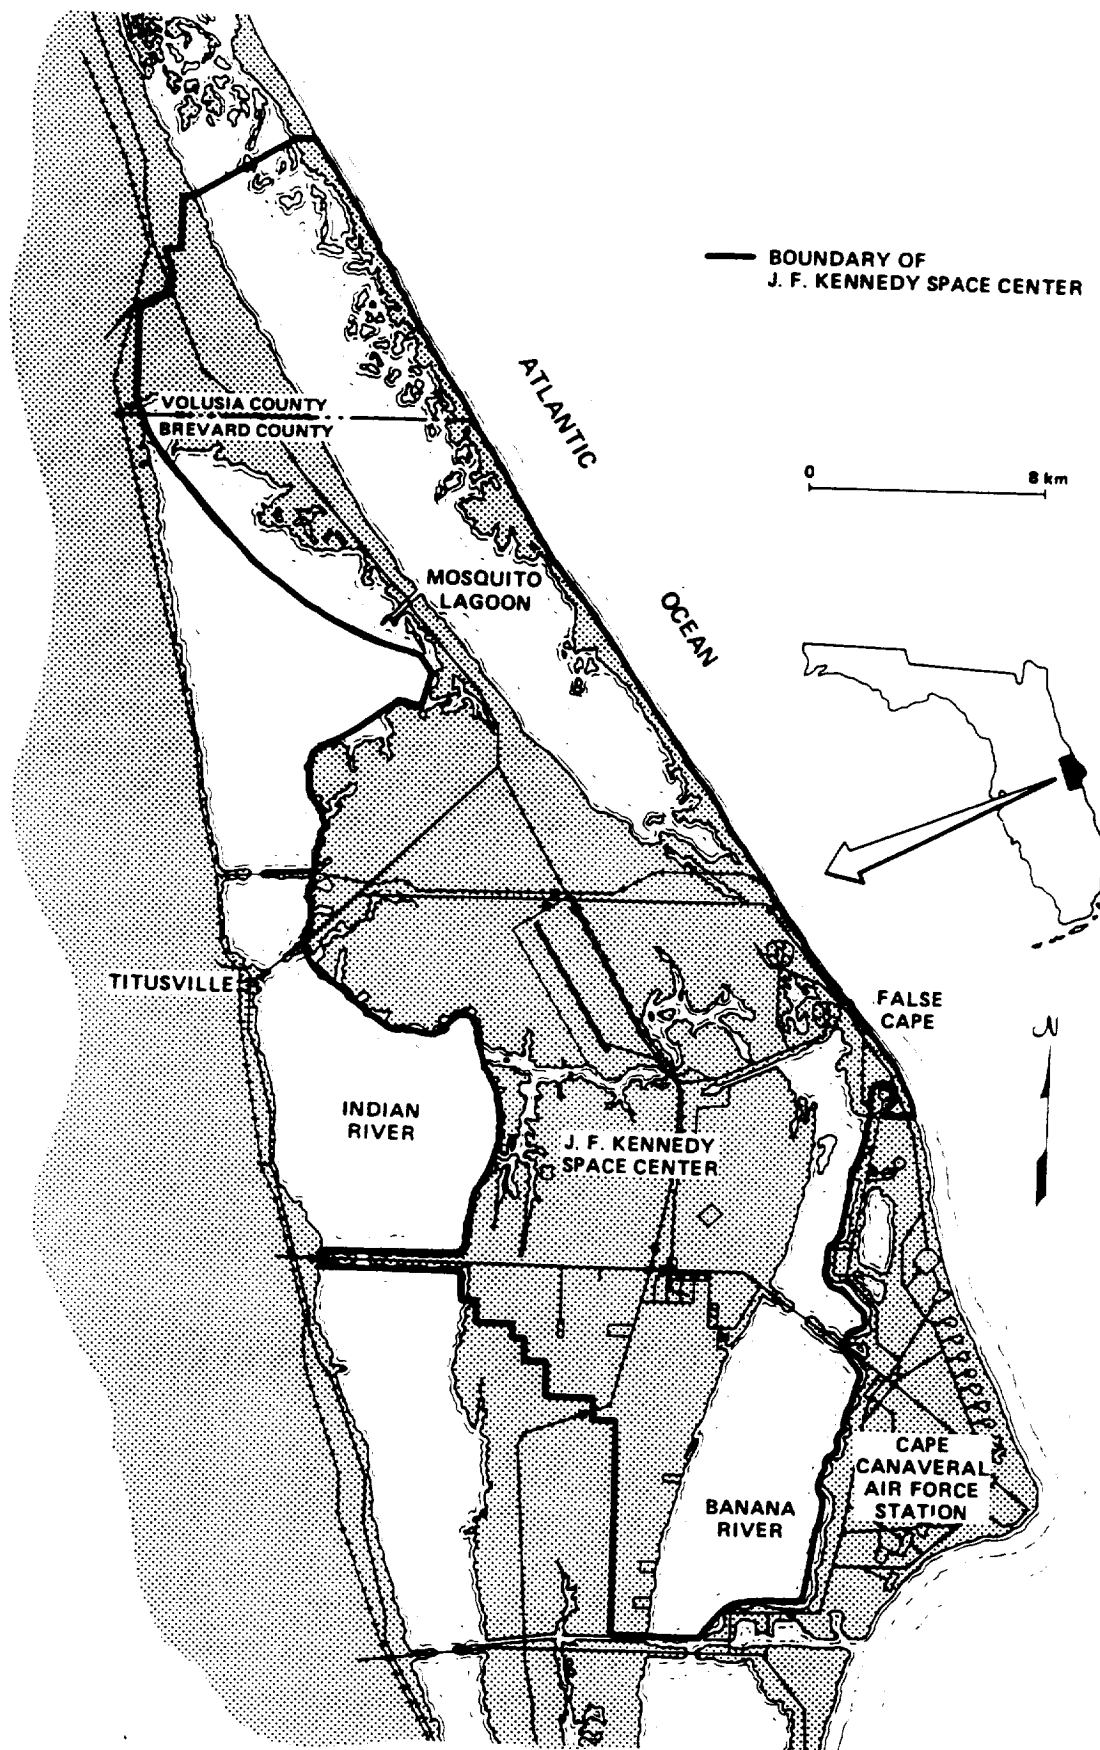 BOUNDARY OF
J. F. KENNEDY SPACE CENTER
ATLANTIC
OCEAN
VOLUSIA COUNTY
BREVARD COUNTY
0 8 km
MOSQUITO
LAGOON
TITUSVILLE
FALSE
CAPE
N
INDIAN
RIVER
J. F. KENNEDY
SPACE CENTER
CAPE
CANAVERAL
AIR FORCE
STATION
BANANA
RIVER